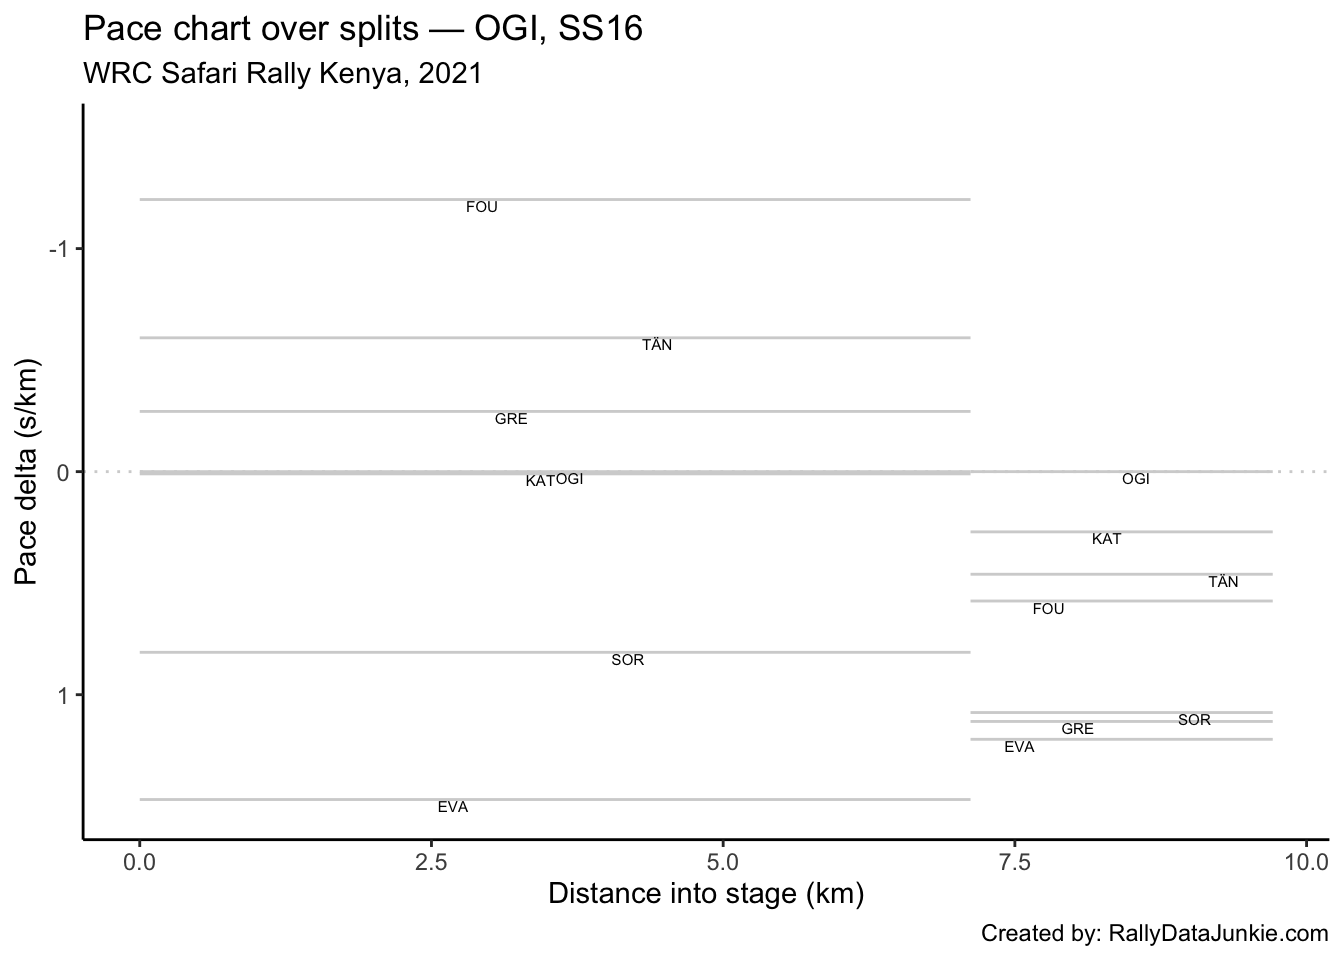 Pace chart over splits — OGI, SS16
WRC Safari Rally Kenya, 2021
Pace delta (s/km)
-1
0
1
FOU
TÄN
GRE
KAT
OGI
SOR
EVA
OGI
KAT
TÄN
FOU
SOR
GRE
EVA
0.0 2.5 5.0 7.5 10.0
Distance into stage (km)
Created by: RallyDataJunkie.com